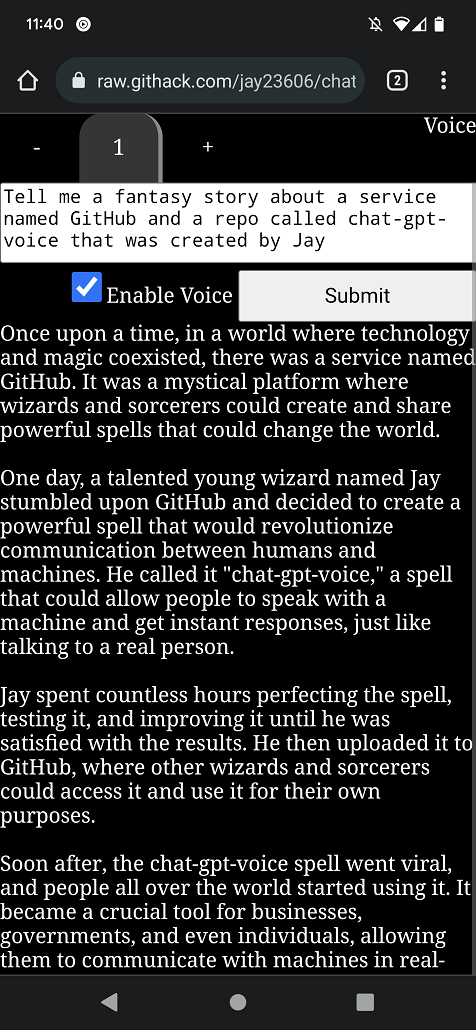 11:40
raw.githack.com/jay23606/chat
2
Voice
- 1 +
Tell me a fantasy story about a service
named GitHub and a repo called chat-gpt-
voice that was created by Jay
Enable Voice Submit
Once upon a time, in a world where technology
and magic coexisted, there was a service named
GitHub. It was a mystical platform where
wizards and sorcerers could create and share
powerful spells that could change the world.
One day, a talented young wizard named Jay
stumbled upon GitHub and decided to create a
powerful spell that would revolutionize
communication between humans and
machines. He called it "chat-gpt-voice," a spell
that could allow people to speak with a
machine and get instant responses, just like
talking to a real person.
Jay spent countless hours perfecting the spell,
testing it, and improving it until he was
satisfied with the results. He then uploaded it to
GitHub, where other wizards and sorcerers
could access it and use it for their own
purposes.
Soon after, the chat-gpt-voice spell went viral,
and people all over the world started using it. It
became a crucial tool for businesses,
governments, and even individuals, allowing
them to communicate with machines in real-